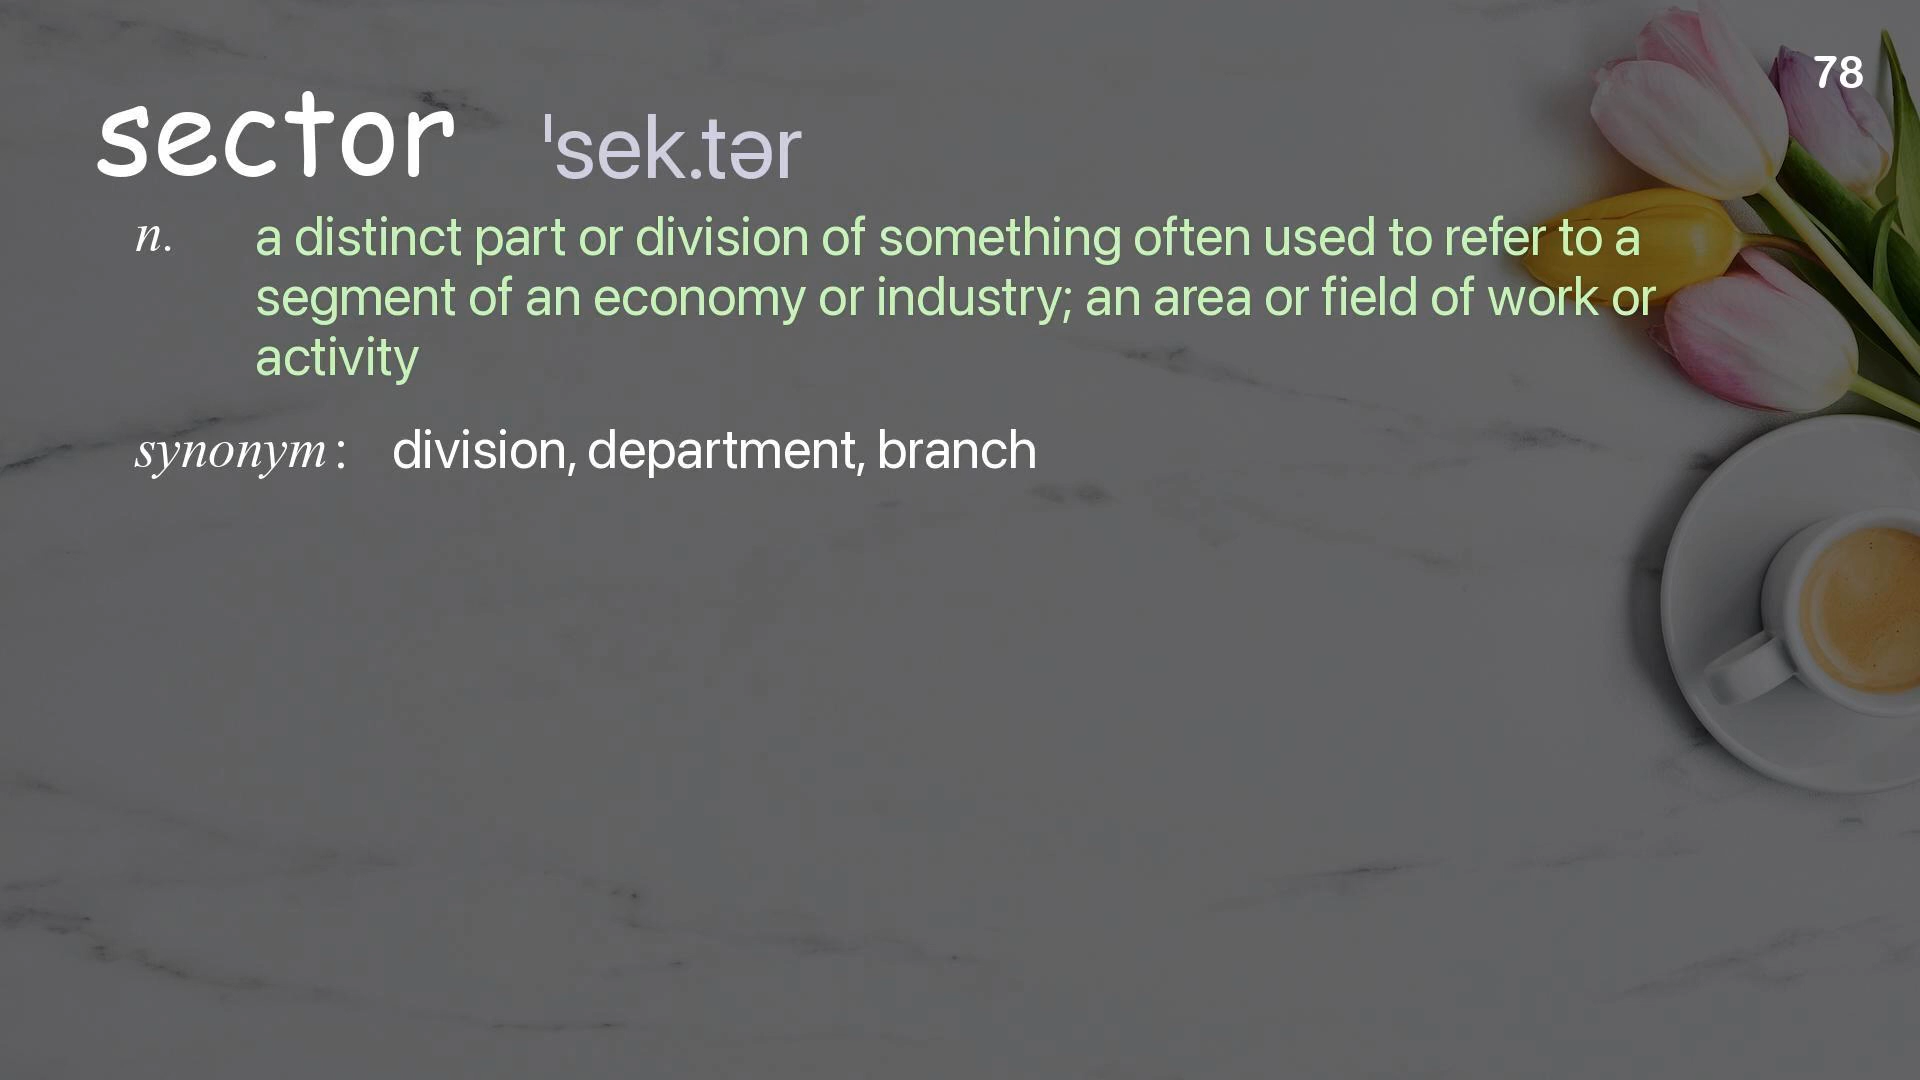 78
sector ˈsek.tər
n. a distinct part or division of something often used to refer to a
segment of an economy or industry; an area or field of work or
activity
synonym: division, department, branch